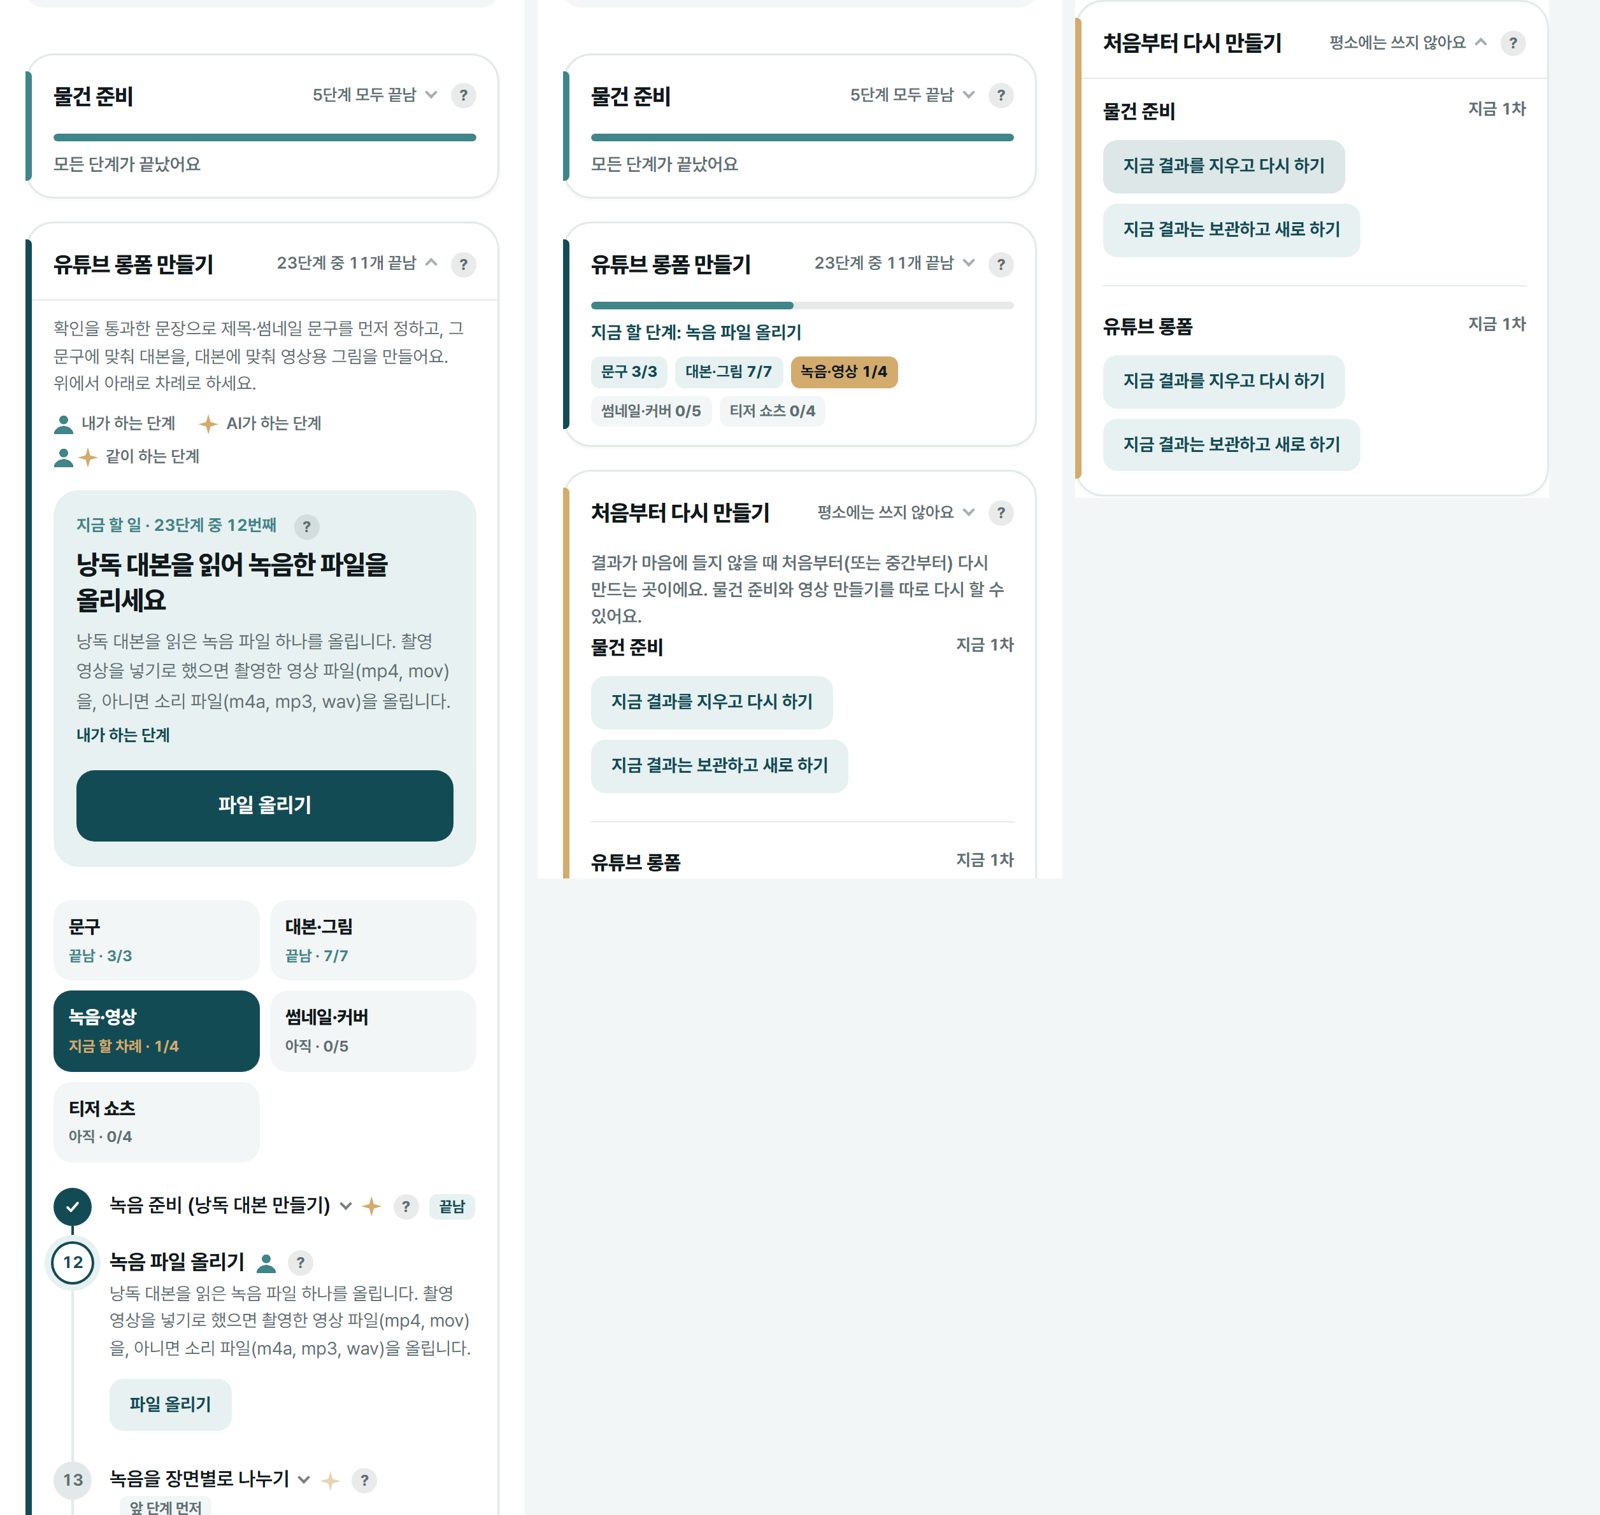 물건 준비
5단계 모두 끝남
?
모든 단계가 끝났어요
유튜브 롱폼 만들기
23단계 중 11개 끝남
?
확인을 통과한 문장으로 제목·썸네일 문구를 먼저 정하고, 그
문구에 맞춰 대본을, 대본에 맞춰 영상용 그림을 만들어요.
위에서 아래로 차례로 하세요.
내가 하는 단계
AI가 하는 단계
같이 하는 단계
지금 할 일 · 23단계 중 12번째
?
낭독 대본을 읽어 녹음한 파일을
올리세요
낭독 대본을 읽은 녹음 파일 하나를 올립니다. 촬영
영상을 넣기로 했으면 촬영한 영상 파일(mp4, mov)
을, 아니면 소리 파일(m4a, mp3, wav)을 올립니다.
내가 하는 단계
파일 올리기
문구
끝남 · 3/3
대본·그림
끝남 · 7/7
녹음·영상
지금 할 차례 · 1/4
썸네일·커버
아직 · 0/5
티저 쇼츠
아직 · 0/4
녹음 준비 (낭독 대본 만들기)
?
끝남
12
녹음 파일 올리기
?
낭독 대본을 읽은 녹음 파일 하나를 올립니다. 촬영
영상을 넣기로 했으면 촬영한 영상 파일(mp4, mov)
을, 아니면 소리 파일(m4a, mp3, wav)을 올립니다.
파일 올리기
13
녹음을 장면별로 나누기
?
앞 단계 먼저
물건 준비
5단계 모두 끝남
?
모든 단계가 끝났어요
유튜브 롱폼 만들기
23단계 중 11개 끝남
?
지금 할 단계: 녹음 파일 올리기
문구 3/3
대본·그림 7/7
녹음·영상 1/4
썸네일·커버 0/5
티저 쇼츠 0/4
처음부터 다시 만들기
평소에는 쓰지 않아요
?
결과가 마음에 들지 않을 때 처음부터(또는 중간부터) 다시
만드는 곳이에요. 물건 준비와 영상 만들기를 따로 다시 할 수
있어요.
물건 준비
지금 1차
지금 결과를 지우고 다시 하기
지금 결과는 보관하고 새로 하기
유튜브 롱폼
지금 1차
처음부터 다시 만들기
평소에는 쓰지 않아요
?
물건 준비
지금 1차
지금 결과를 지우고 다시 하기
지금 결과는 보관하고 새로 하기
유튜브 롱폼
지금 1차
지금 결과를 지우고 다시 하기
지금 결과는 보관하고 새로 하기